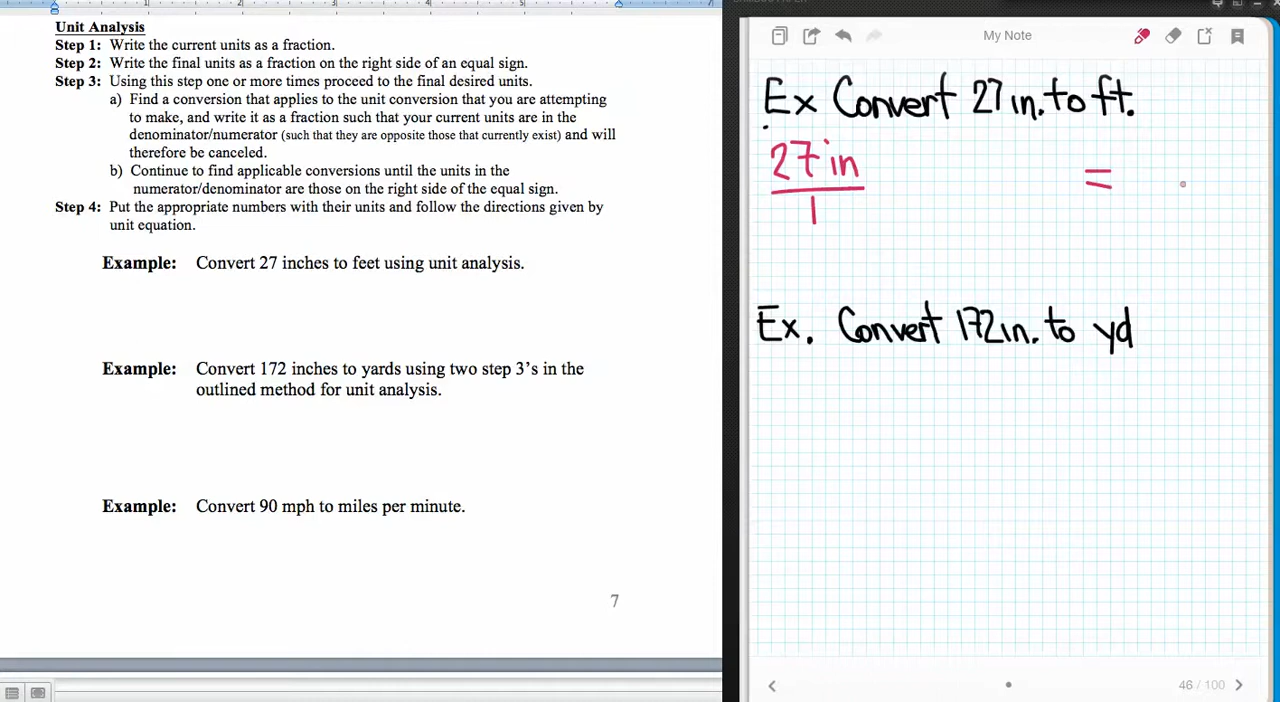 Unit Analysis
Step 1: Write the current units as a fraction.
Step 2: Write the final units as a fraction on the right side of an equal sign.
Step 3: Using this step one or more times proceed to the final desired units.
a) Find a conversion that applies to the unit conversion that you are attempting
to make, and write it as a fraction such that your current units are in the
denominator/numerator (such that they are opposite those that currently exist) and will
therefore be canceled.
b) Continue to find applicable conversions until the units in the
numerator/denominator are those on the right side of the equal sign.
Step 4: Put the appropriate numbers with their units and follow the directions given by
unit equation.
Example: Convert 27 inches to feet using unit analysis.
Example: Convert 172 inches to yards using two step 3's in the
outlined method for unit analysis.
Example: Convert 90 mph to miles per minute.
7
My Note
Ex Convert 27 in. to ft.
27 in
1 =
Ex. Convert 172 in. to yd
46 / 100